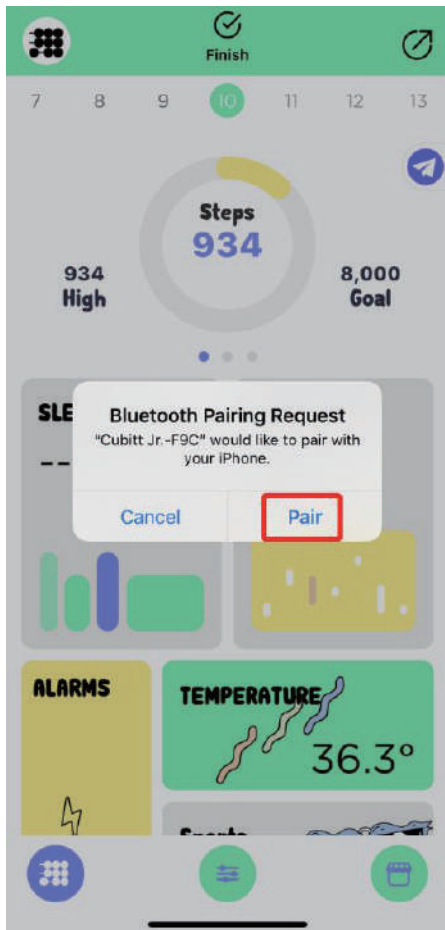 Finish
7 8 9 10 11 12 13
Steps
934
934
High
8,000
Goal
SLE
Bluetooth Pairing Request
"Cubitt Jr.-F9C" would like to pair with
your iPhone.
--
Cancel Pair
ALARMS
TEMPERATURE
36.3°